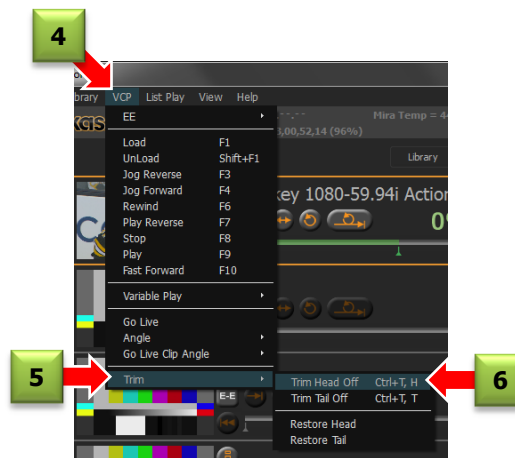 4
brary VCP List Play View Help
EE
Mira Temp = 4
,00,52,14 (96%)
Load F1
UnLoad Shift+F1
Library
Jog Reverse F3
Jog Forward F4
key 1080-59.94i Action
Rewind F6
Play Reverse F7
Stop F8
Play F9
Fast Forward F10
Variable Play
Go Live
Angle
Go Live Clip Angle
5
Trim
Trim Head Off Ctrl+T, H
6
E-E
Trim Tail Off Ctrl+T, T
Restore Head
Restore Tail